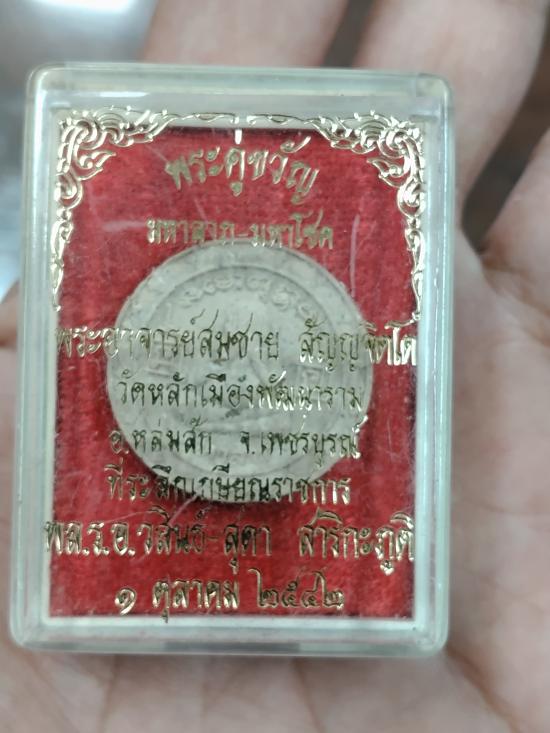 พระคู่ขวัญ
มหาลาภ-มหาโชค
พระอาจารย์สมชาย สัญญจิตโต
วัดหลักเมืองพัฒนาราม
อ.หล่มสัก จ.เพชรบูรณ์
ที่ระลึกเกษียณราชการ
พล.ร.อ.วสินธ์-สุดา สาริกะภูติ
๑ ตุลาคม ๒๕๔๒